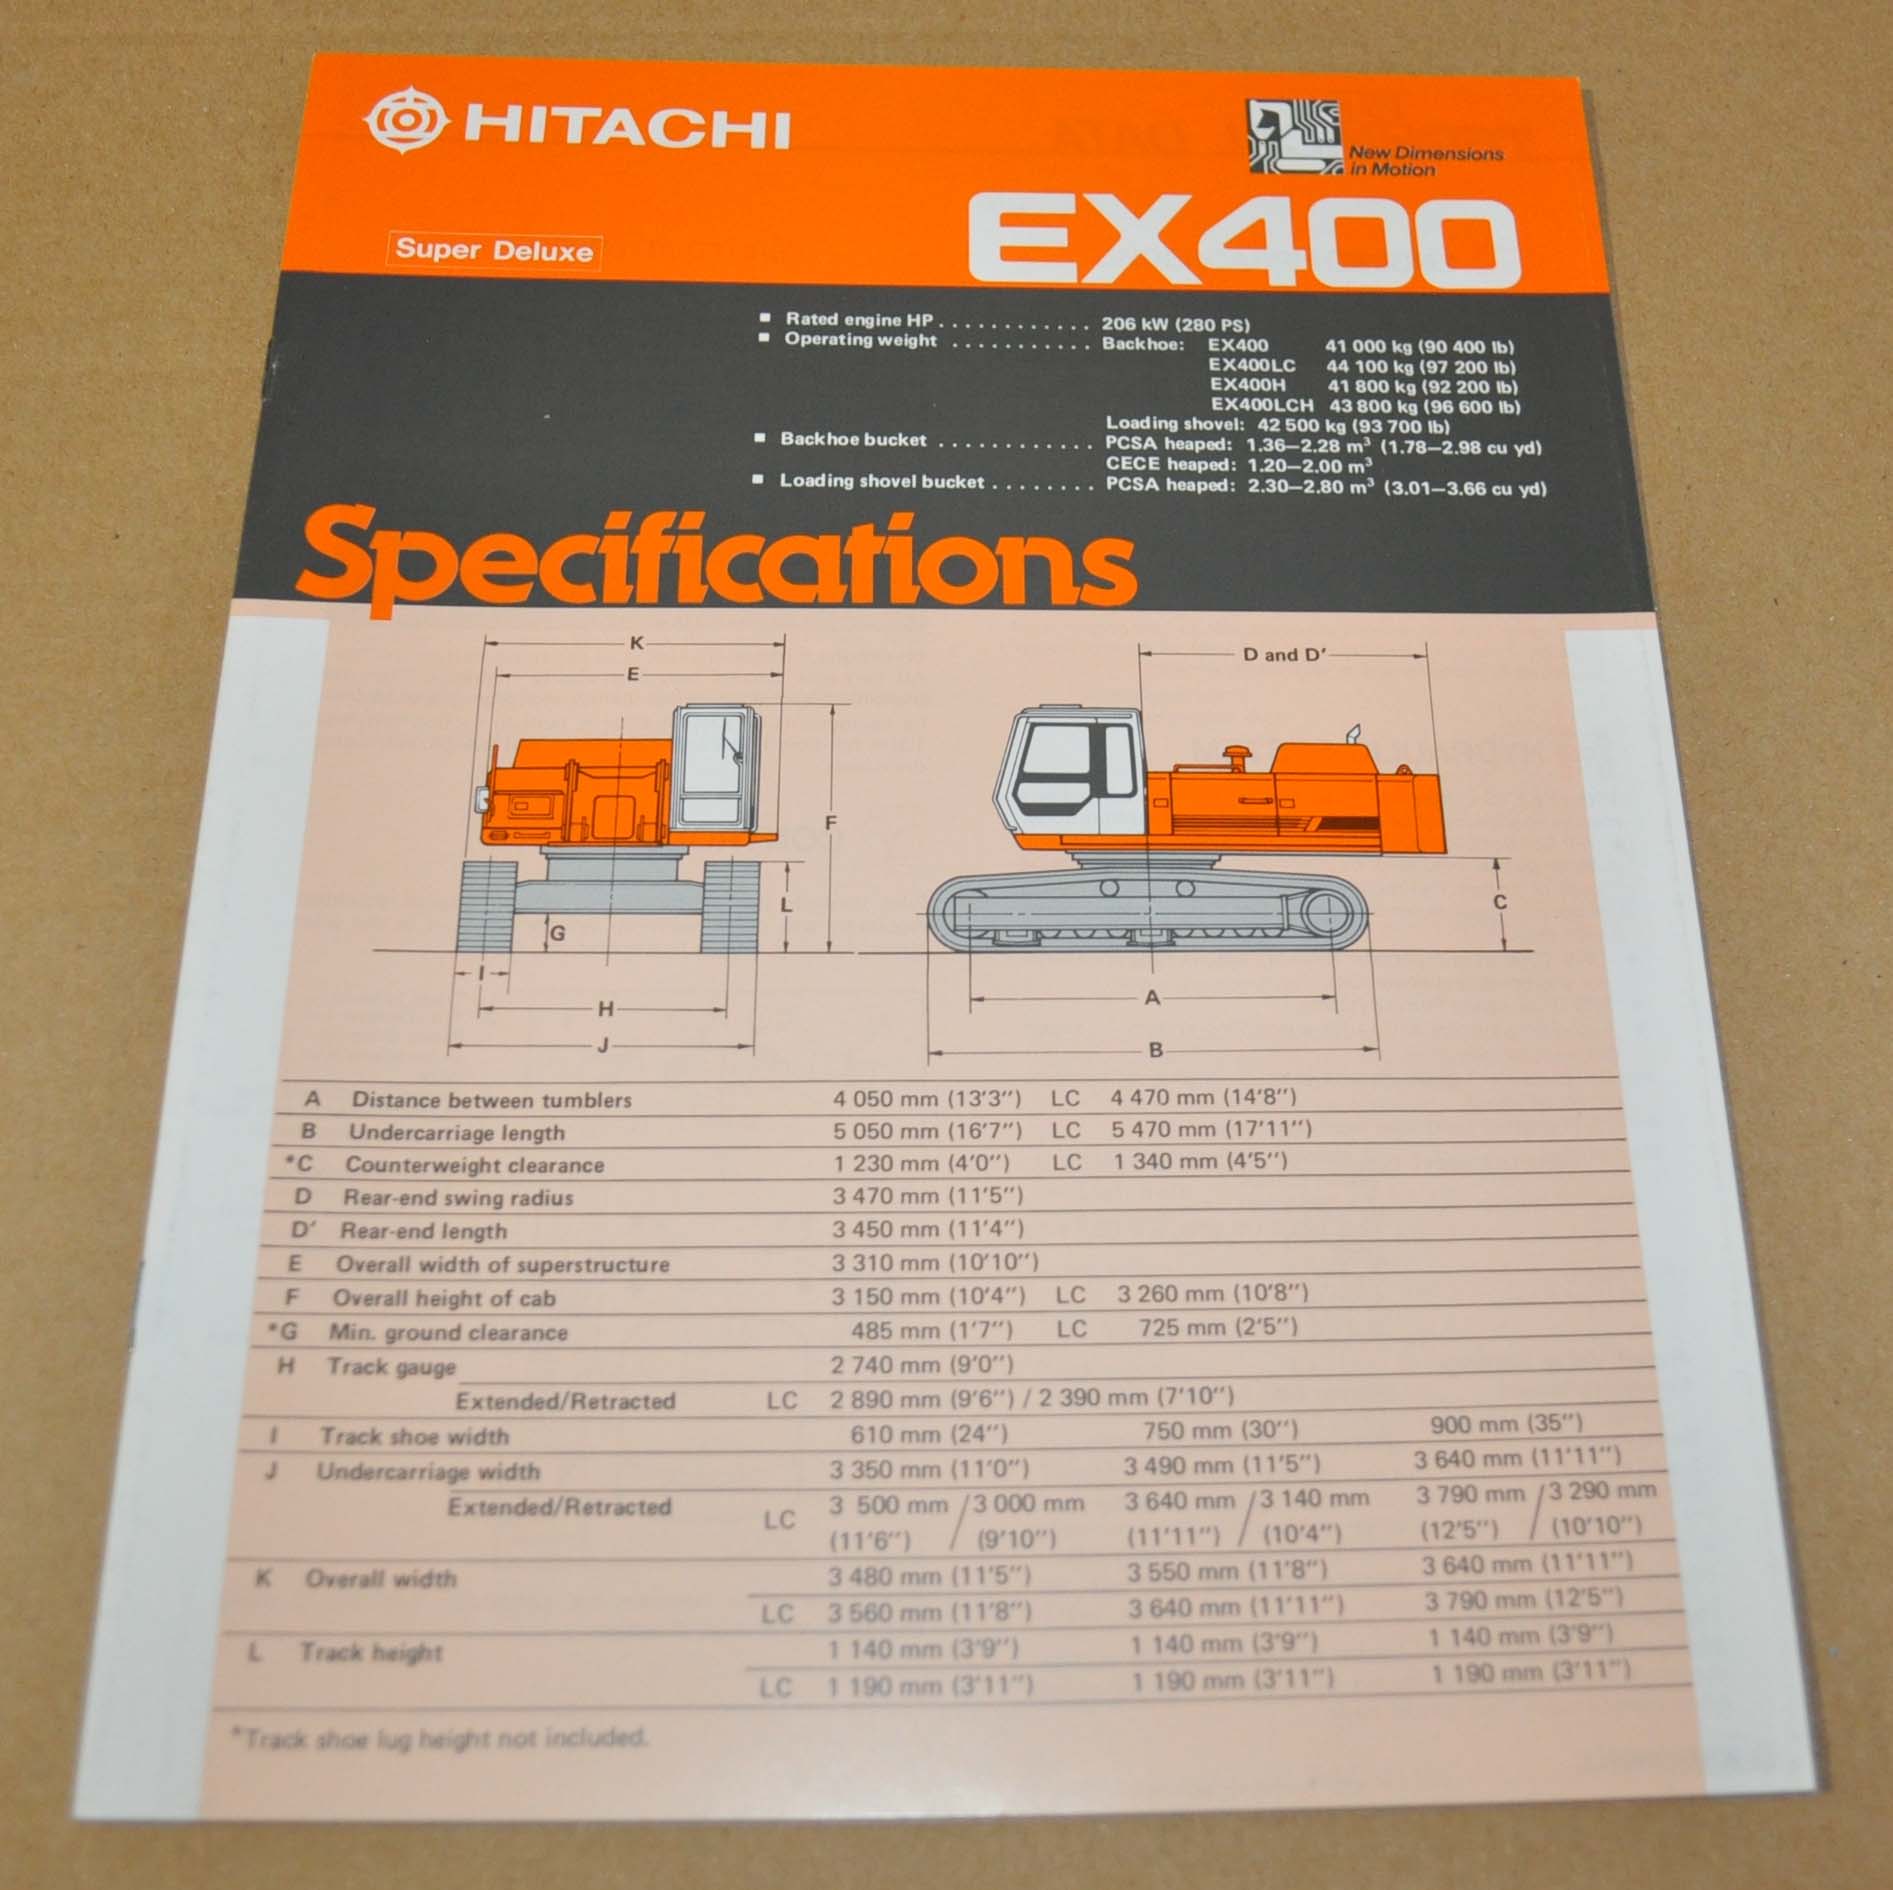 HITACHI
New Dimensions
in Motion
EX400
Super Deluxe
■ Rated engine HP . . . . . . . . . . . . 206 kW (280 PS)
■ Operating weight . . . . . . . . . . . Backhoe: EX400 41 000 kg (90 400 lb)
EX400LC 44 100 kg (97 200 lb)
EX400H 41 800 kg (92 200 lb)
EX400LCH 43 800 kg (96 600 lb)
Loading shovel: 42 500 kg (93 700 lb)
■ Backhoe bucket . . . . . . . . . . . . PCSA heaped: 1.36–2.28 m³ (1.78–2.98 cu yd)
CECE heaped: 1.20–2.00 m³
■ Loading shovel bucket . . . . . . . . PCSA heaped: 2.30–2.80 m³ (3.01–3.66 cu yd)
Specifications
K
E
D and D'
F
L
G
C
I
H
J
A
B
A Distance between tumblers 4 050 mm (13'3") LC 4 470 mm (14'8")
B Undercarriage length 5 050 mm (16'7") LC 5 470 mm (17'11")
*C Counterweight clearance 1 230 mm (4'0") LC 1 340 mm (4'5")
D Rear-end swing radius 3 470 mm (11'5")
D' Rear-end length 3 450 mm (11'4")
E Overall width of superstructure 3 310 mm (10'10")
F Overall height of cab 3 150 mm (10'4") LC 3 260 mm (10'8")
*G Min. ground clearance 485 mm (1'7") LC 725 mm (2'5")
H Track gauge 2 740 mm (9'0")
Extended/Retracted LC 2 890 mm (9'6") / 2 390 mm (7'10")
I Track shoe width 610 mm (24") 750 mm (30") 900 mm (35")
J Undercarriage width 3 350 mm (11'0") 3 490 mm (11'5") 3 640 mm (11'11")
Extended/Retracted LC 3 500 mm / 3 000 mm 3 640 mm / 3 140 mm 3 790 mm / 3 290 mm
(11'6") / (9'10") (11'11") / (10'4") (12'5") / (10'10")
K Overall width 3 480 mm (11'5") 3 550 mm (11'8") 3 640 mm (11'11")
LC 3 560 mm (11'8") 3 640 mm (11'11") 3 790 mm (12'5")
L Track height 1 140 mm (3'9") 1 140 mm (3'9") 1 140 mm (3'9")
LC 1 190 mm (3'11") 1 190 mm (3'11") 1 190 mm (3'11")
*Track shoe lug height not included.